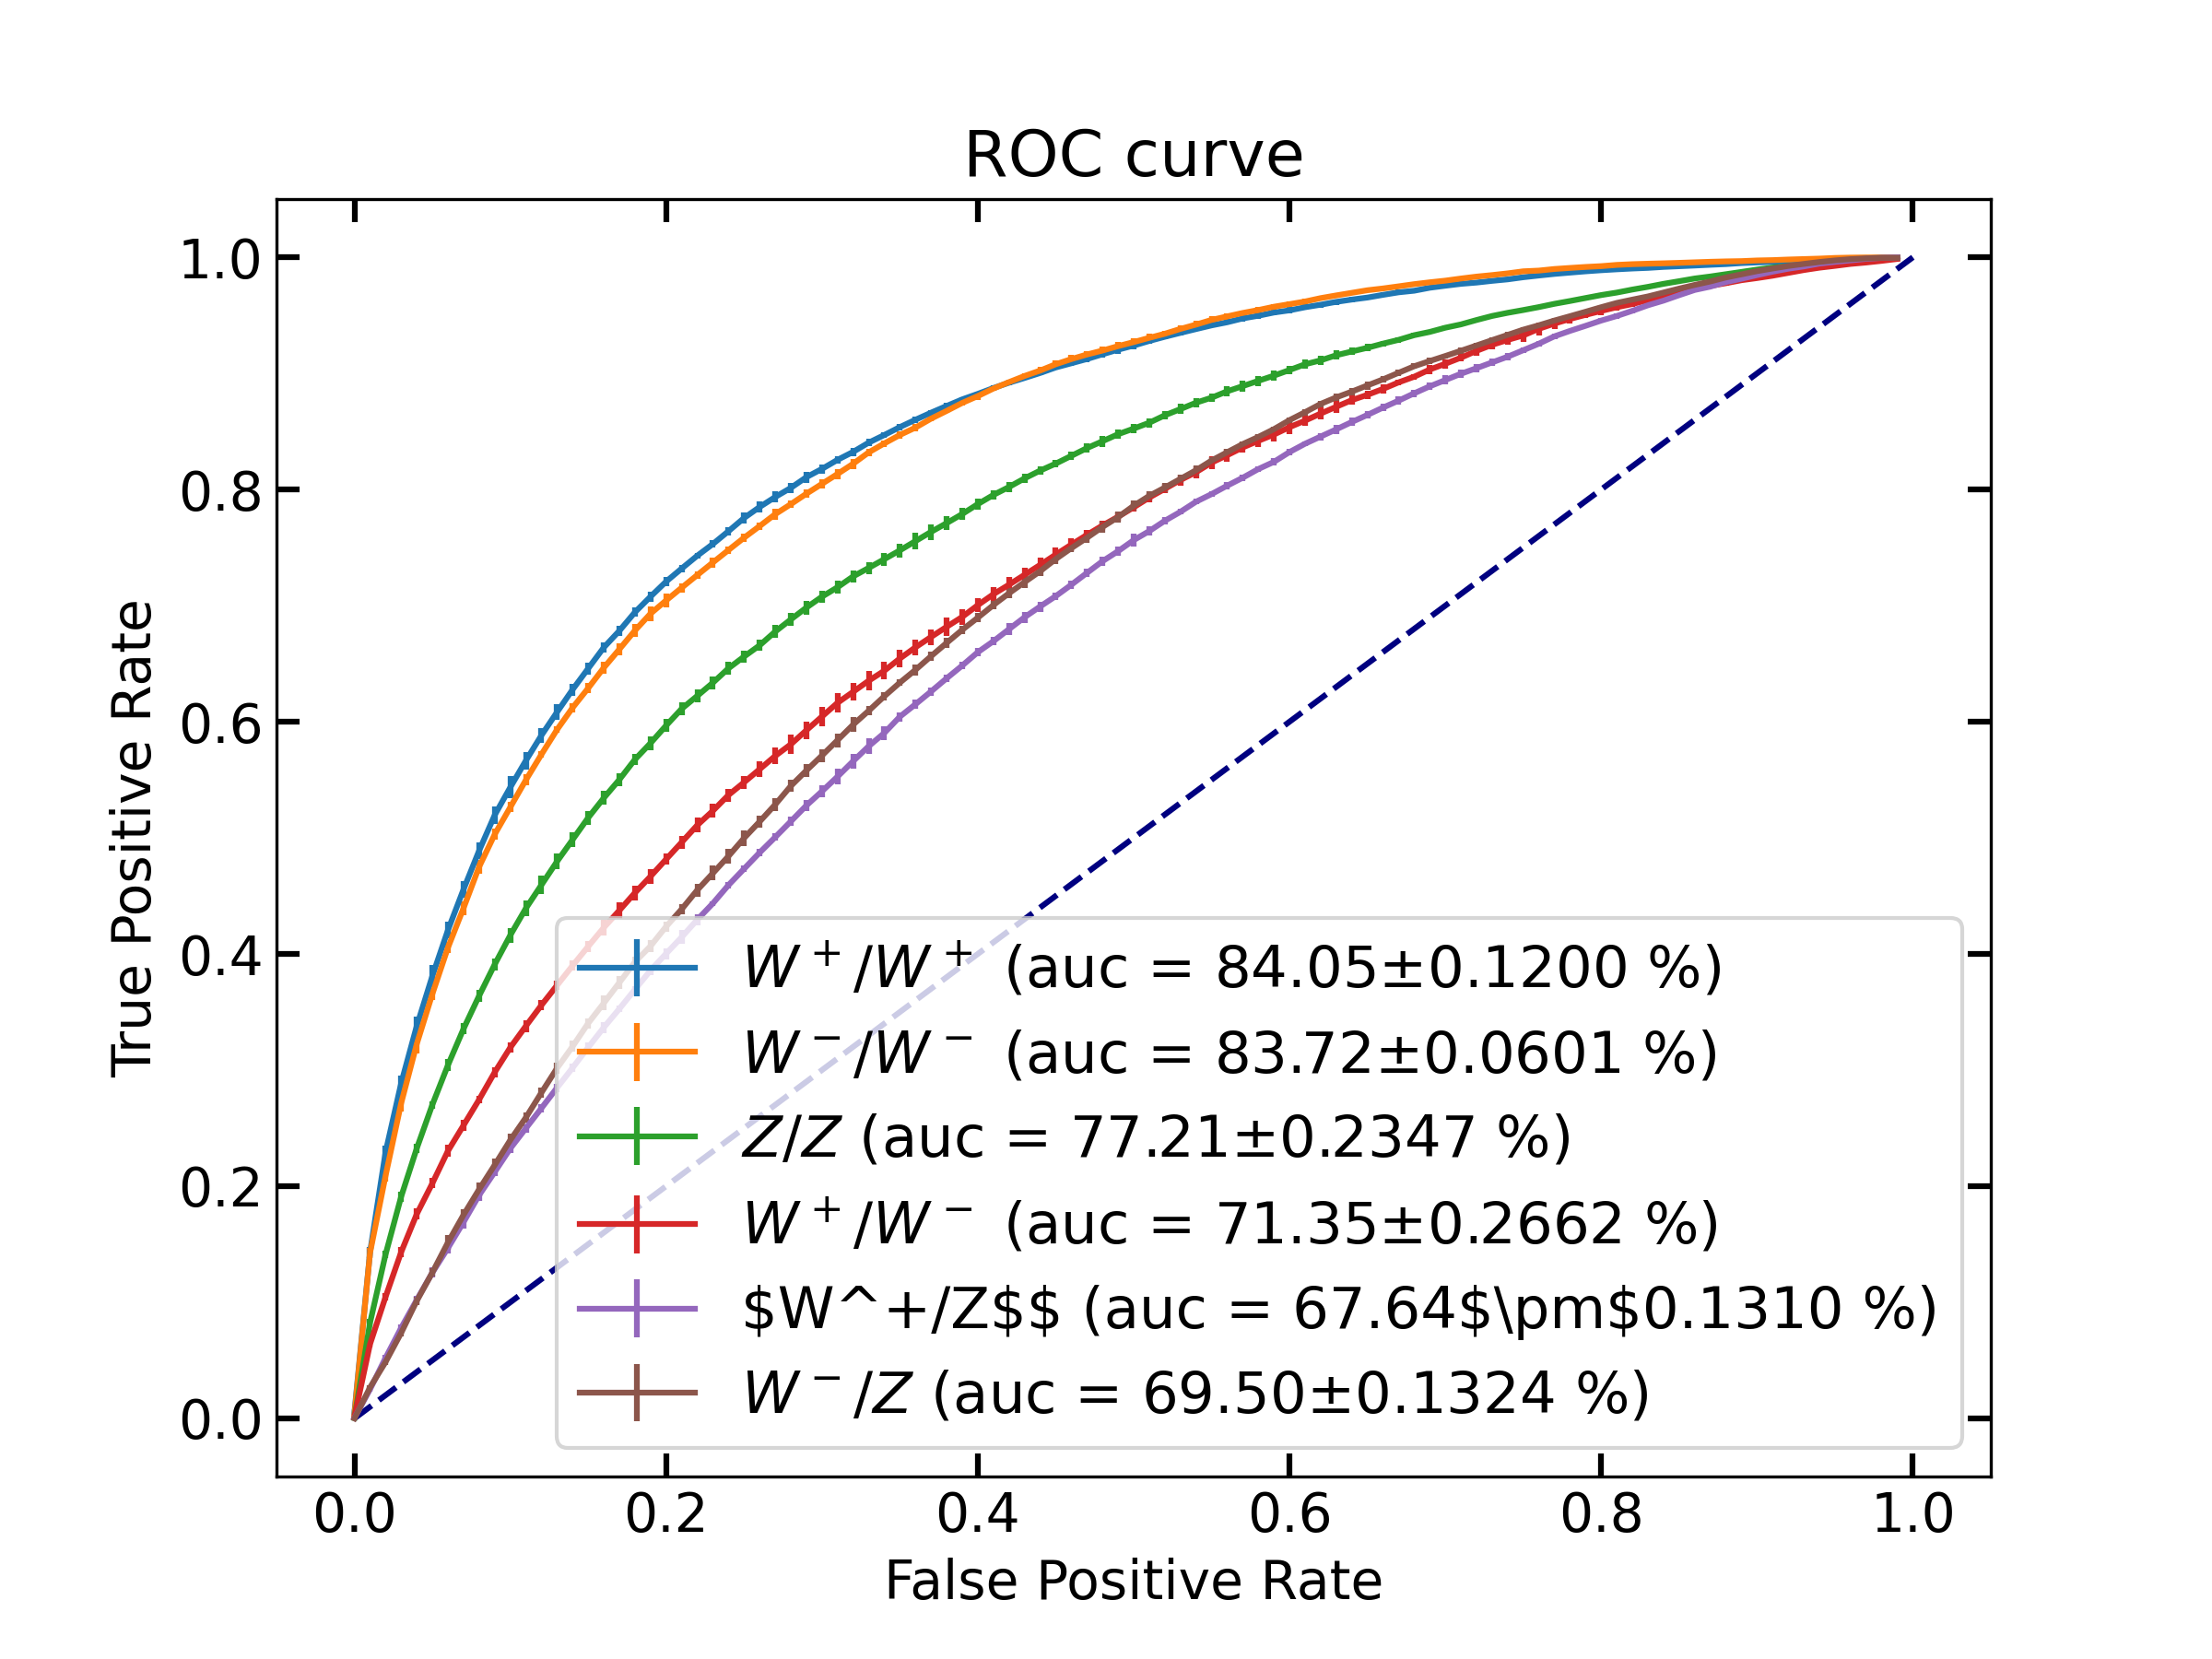 ROC curve
1.0
0.8
0.6
0.4
0.2
0.0
True Positive Rate
W⁺/W⁺ (auc = 84.05±0.1200 %)
W⁻/W⁻ (auc = 83.72±0.0601 %)
Z/Z (auc = 77.21±0.2347 %)
W⁺/W⁻ (auc = 71.35±0.2662 %)
$W^+/Z$$ (auc = 67.64$\pm$0.1310 %)
W⁻/Z (auc = 69.50±0.1324 %)
0.0 0.2 0.4 0.6 0.8 1.0
False Positive Rate